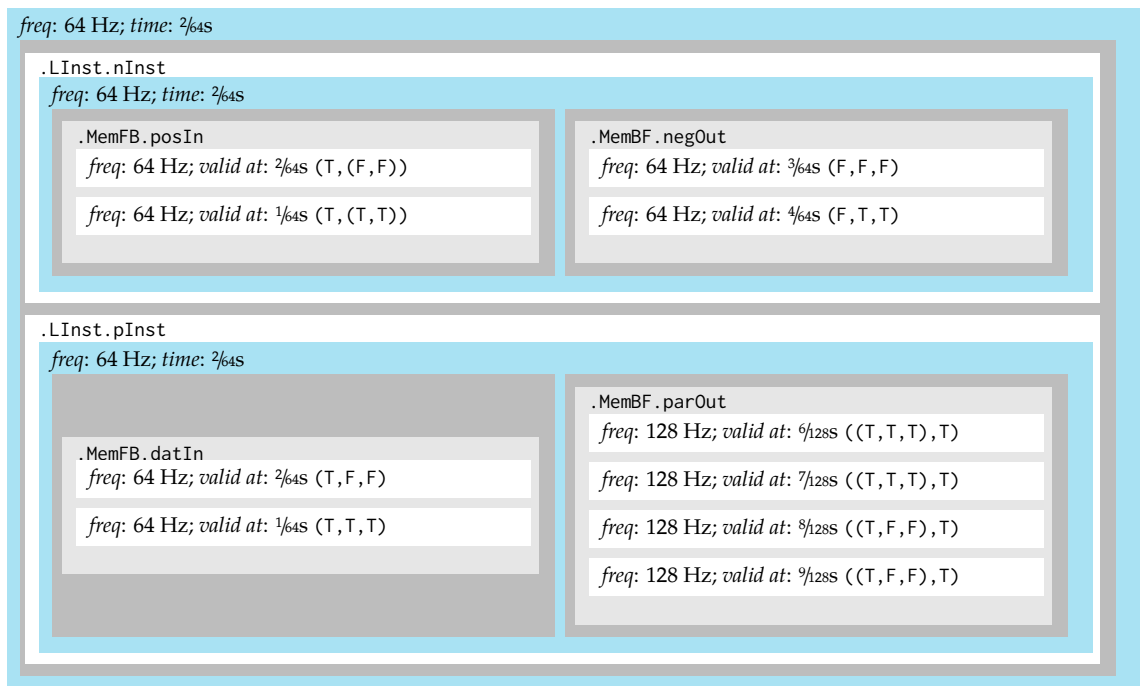 freq: 64 Hz; time: 2/64s
.LInst.nInst
freq: 64 Hz; time: 2/64s
.MemFB.posIn
freq: 64 Hz; valid at: 2/64s (T,(F,F))
freq: 64 Hz; valid at: 1/64s (T,(T,T))
.MemBF.negOut
freq: 64 Hz; valid at: 3/64s (F,F,F)
freq: 64 Hz; valid at: 4/64s (F,T,T)
.LInst.pInst
freq: 64 Hz; time: 2/64s
.MemFB.datIn
freq: 64 Hz; valid at: 2/64s (T,F,F)
freq: 64 Hz; valid at: 1/64s (T,T,T)
.MemBF.parOut
freq: 128 Hz; valid at: 6/128s ((T,T,T),T)
freq: 128 Hz; valid at: 7/128s ((T,T,T),T)
freq: 128 Hz; valid at: 8/128s ((T,F,F),T)
freq: 128 Hz; valid at: 9/128s ((T,F,F),T)